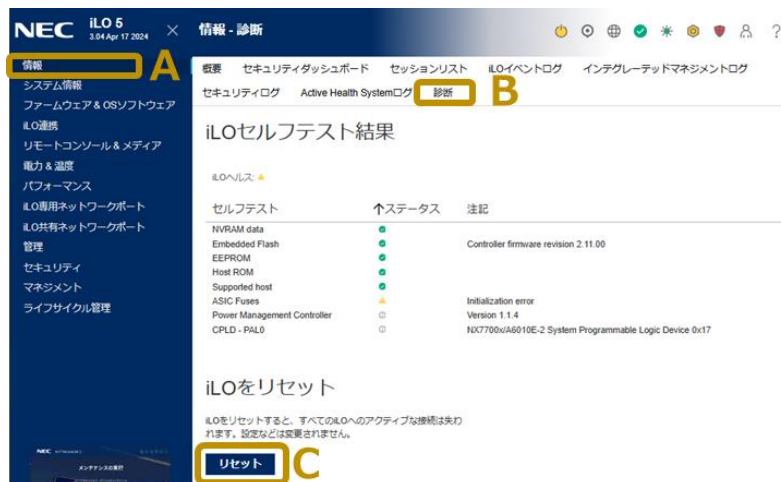 NEC iLO 5
3.04 Apr 17 2024
情報 - 診断
?
情報
A
システム情報
ファームウェア & OSソフトウェア
iLO連携
リモートコンソール & メディア
電力 & 温度
パフォーマンス
iLO専用ネットワークポート
iLO共有ネットワークポート
管理
セキュリティ
マネジメント
ライフサイクル管理
NEC
メンテナンスの実行
概要 セキュリティダッシュボード セッションリスト iLOイベントログ インテグレーテッドマネジメントログ
セキュリティログ Active Health Systemログ 診断 B
iLOセルフテスト結果
iLOヘルス:
セルフテスト ↑ステータス 注記
NVRAM data
Embedded Flash Controller firmware revision 2.11.00
EEPROM
Host ROM
Supported host
ASIC Fuses Initialization error
Power Management Controller Version 1.1.4
CPLD - PAL0 NX7700x/A6010E-2 System Programmable Logic Device 0x17
iLOをリセット
iLOをリセットすると、すべてのiLOへのアクティブな接続は失わ
れます。設定などは変更されません。
リセット C